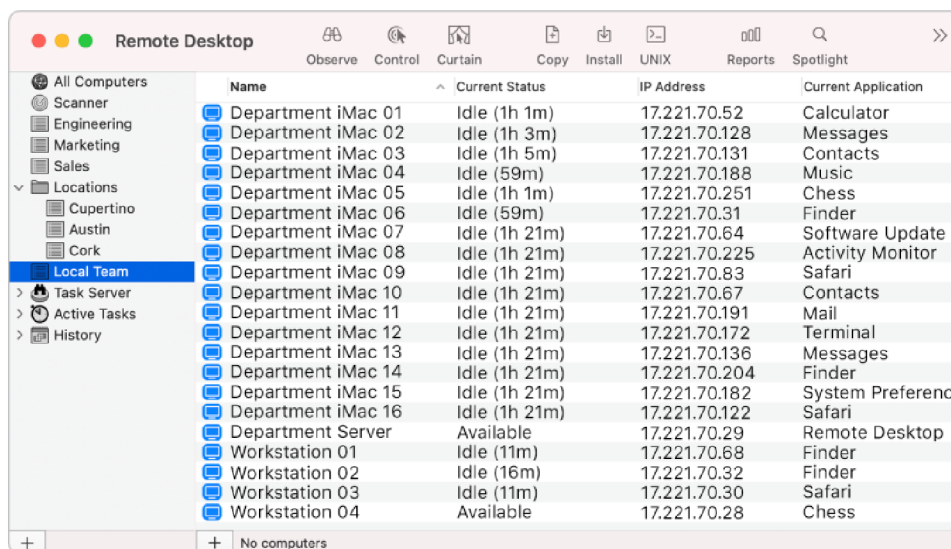 Remote Desktop
Observe Control Curtain Copy Install UNIX Reports Spotlight
All Computers
Scanner
Engineering
Marketing
Sales
Locations
Cupertino
Austin
Cork
Local Team
Task Server
Active Tasks
History
Name Current Status IP Address Current Application
Department iMac 01 Idle (1h 1m) 17.221.70.52 Calculator
Department iMac 02 Idle (1h 3m) 17.221.70.128 Messages
Department iMac 03 Idle (1h 5m) 17.221.70.131 Contacts
Department iMac 04 Idle (59m) 17.221.70.188 Music
Department iMac 05 Idle (1h 1m) 17.221.70.251 Chess
Department iMac 06 Idle (59m) 17.221.70.31 Finder
Department iMac 07 Idle (1h 21m) 17.221.70.64 Software Update
Department iMac 08 Idle (1h 21m) 17.221.70.225 Activity Monitor
Department iMac 09 Idle (1h 21m) 17.221.70.83 Safari
Department iMac 10 Idle (1h 21m) 17.221.70.67 Contacts
Department iMac 11 Idle (1h 21m) 17.221.70.191 Mail
Department iMac 12 Idle (1h 21m) 17.221.70.172 Terminal
Department iMac 13 Idle (1h 21m) 17.221.70.136 Messages
Department iMac 14 Idle (1h 21m) 17.221.70.204 Finder
Department iMac 15 Idle (1h 21m) 17.221.70.182 System Preferenc
Department iMac 16 Idle (1h 21m) 17.221.70.122 Safari
Department Server Available 17.221.70.29 Remote Desktop
Workstation 01 Idle (11m) 17.221.70.68 Finder
Workstation 02 Idle (16m) 17.221.70.32 Finder
Workstation 03 Idle (11m) 17.221.70.30 Safari
Workstation 04 Available 17.221.70.28 Chess
No computers